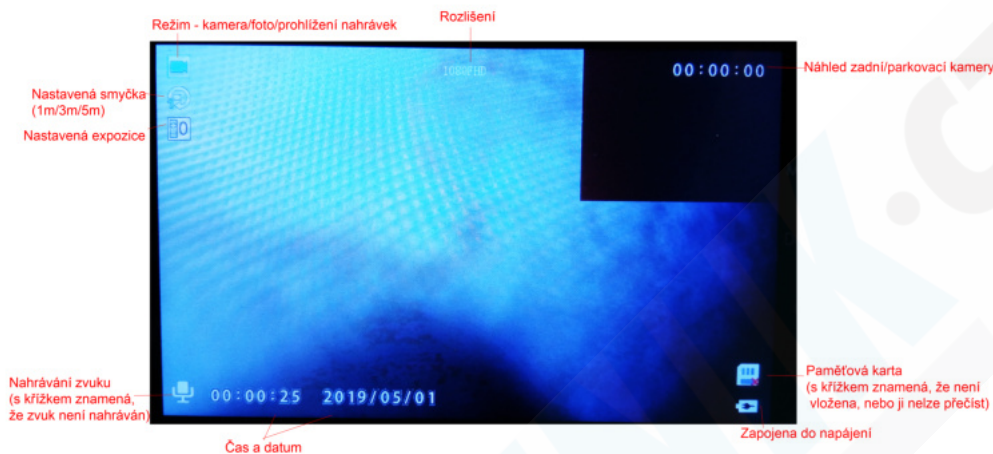 Rozlišení
Režim - kamera/foto/prohlížení nahrávek
1080FHD
00:00:00
Náhled zadní/parkovací kamery
Nastavená smyčka
(1m/3m/5m)
Nastavená expozice
0
Nahrávání zvuku
(s křížkem znamená,
že zvuk není nahráván)
00:00:25 2019/05/01
Čas a datum
Paměťová karta
(s křížkem znamená, že není
vložena, nebo ji nelze přečíst)
Zapojena do napájení